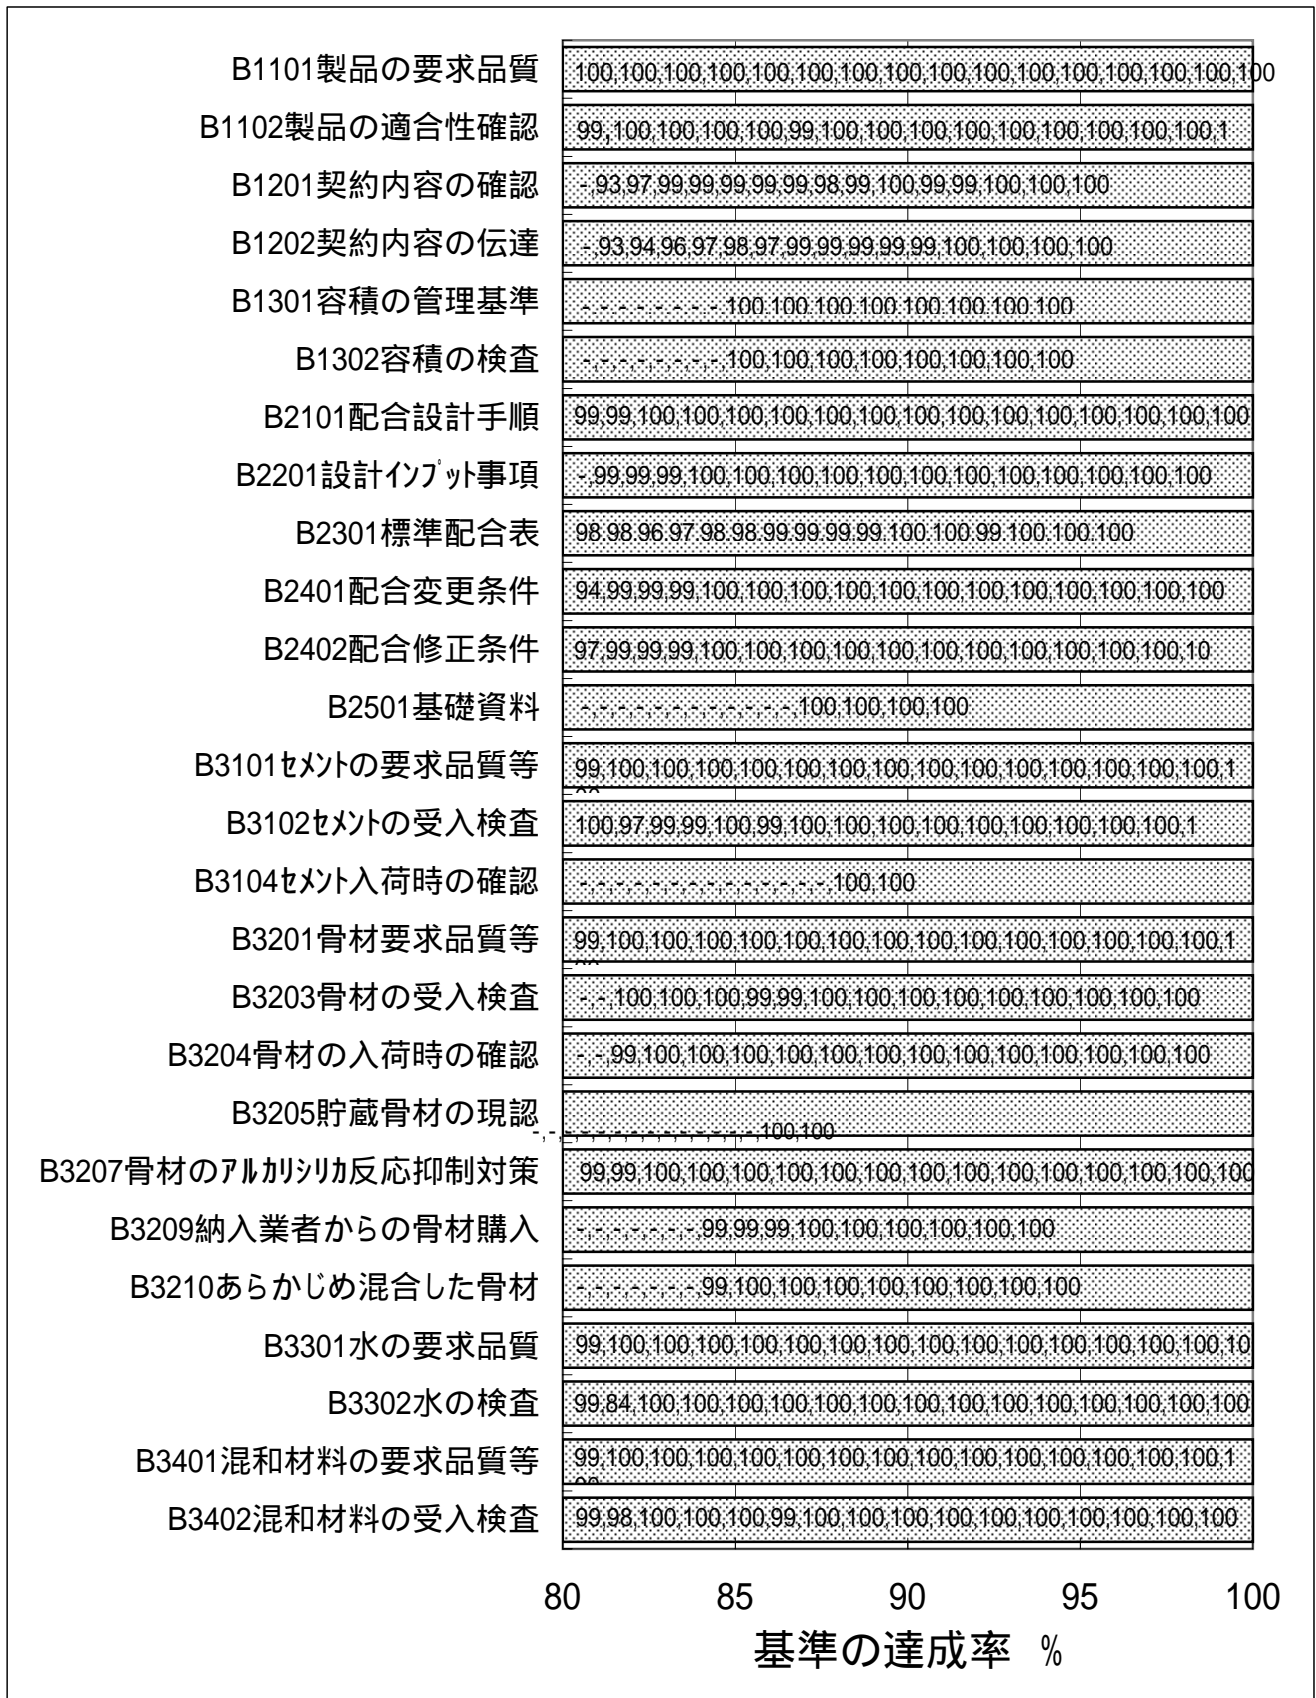 B1101製品の要求品質 100,100,100,100,100,100,100,100,100,100,100,100,100,100,100,100
B1102製品の適合性確認 99,100,100,100,100,99,100,100,100,100,100,100,100,100,100,1
B1201契約内容の確認 -,93,97,99,99,99,99,99,98,99,100,99,99,100,100,100
B1202契約内容の伝達 -,93,94,96,97,98,97,99,99,99,99,99,100,100,100,100
B1301容積の管理基準 -,-,-,-,-,-,-,-,100,100,100,100,100,100,100,100
B1302容積の検査 -,-,-,-,-,-,-,-,100,100,100,100,100,100,100,100
B2101配合設計手順 99,99,100,100,100,100,100,100,100,100,100,100,100,100,100,100
B2201設計ｲﾝﾌﾟｯﾄ事項 -,99,99,99,100,100,100,100,100,100,100,100,100,100,100,100
B2301標準配合表 98,98,96,97,98,98,99,99,99,99,100,100,99,100,100,100
B2401配合変更条件 94,99,99,99,100,100,100,100,100,100,100,100,100,100,100,100
B2402配合修正条件 97,99,99,99,100,100,100,100,100,100,100,100,100,100,100,10
B2501基礎資料 -,-,-,-,-,-,-,-,-,-,-,-,100,100,100,100
B3101ｾﾒﾝﾄの要求品質等 99,100,100,100,100,100,100,100,100,100,100,100,100,100,100,1
B3102ｾﾒﾝﾄの受入検査 100,97,99,99,100,99,100,100,100,100,100,100,100,100,100,1
B3104ｾﾒﾝﾄ入荷時の確認 -,-,-,-,-,-,-,-,-,-,-,-,-,-,100,100
B3201骨材要求品質等 99,100,100,100,100,100,100,100,100,100,100,100,100,100,100,1
B3203骨材の受入検査 -,-,100,100,100,99,99,100,100,100,100,100,100,100,100,100
B3204骨材の入荷時の確認 -,-,99,100,100,100,100,100,100,100,100,100,100,100,100,100
B3205貯蔵骨材の現認
-,-,-,-,-,-,-,-,-,-,-,-,-,-,100,100
B3207骨材のｱﾙｶﾘｼﾘｶ反応抑制対策 99,99,100,100,100,100,100,100,100,100,100,100,100,100,100,100
B3209納入業者からの骨材購入 -,-,-,-,-,-,-,99,99,99,100,100,100,100,100,100
B3210あらかじめ混合した骨材 -,-,-,-,-,-,-,99,100,100,100,100,100,100,100,100
B3301水の要求品質 99,100,100,100,100,100,100,100,100,100,100,100,100,100,100,10
B3302水の検査 99,84,100,100,100,100,100,100,100,100,100,100,100,100,100,100
B3401混和材料の要求品質等 99,100,100,100,100,100,100,100,100,100,100,100,100,100,100,1
B3402混和材料の受入検査 99,98,100,100,100,99,100,100,100,100,100,100,100,100,100,100
80 85 90 95 100
基準の達成率 %